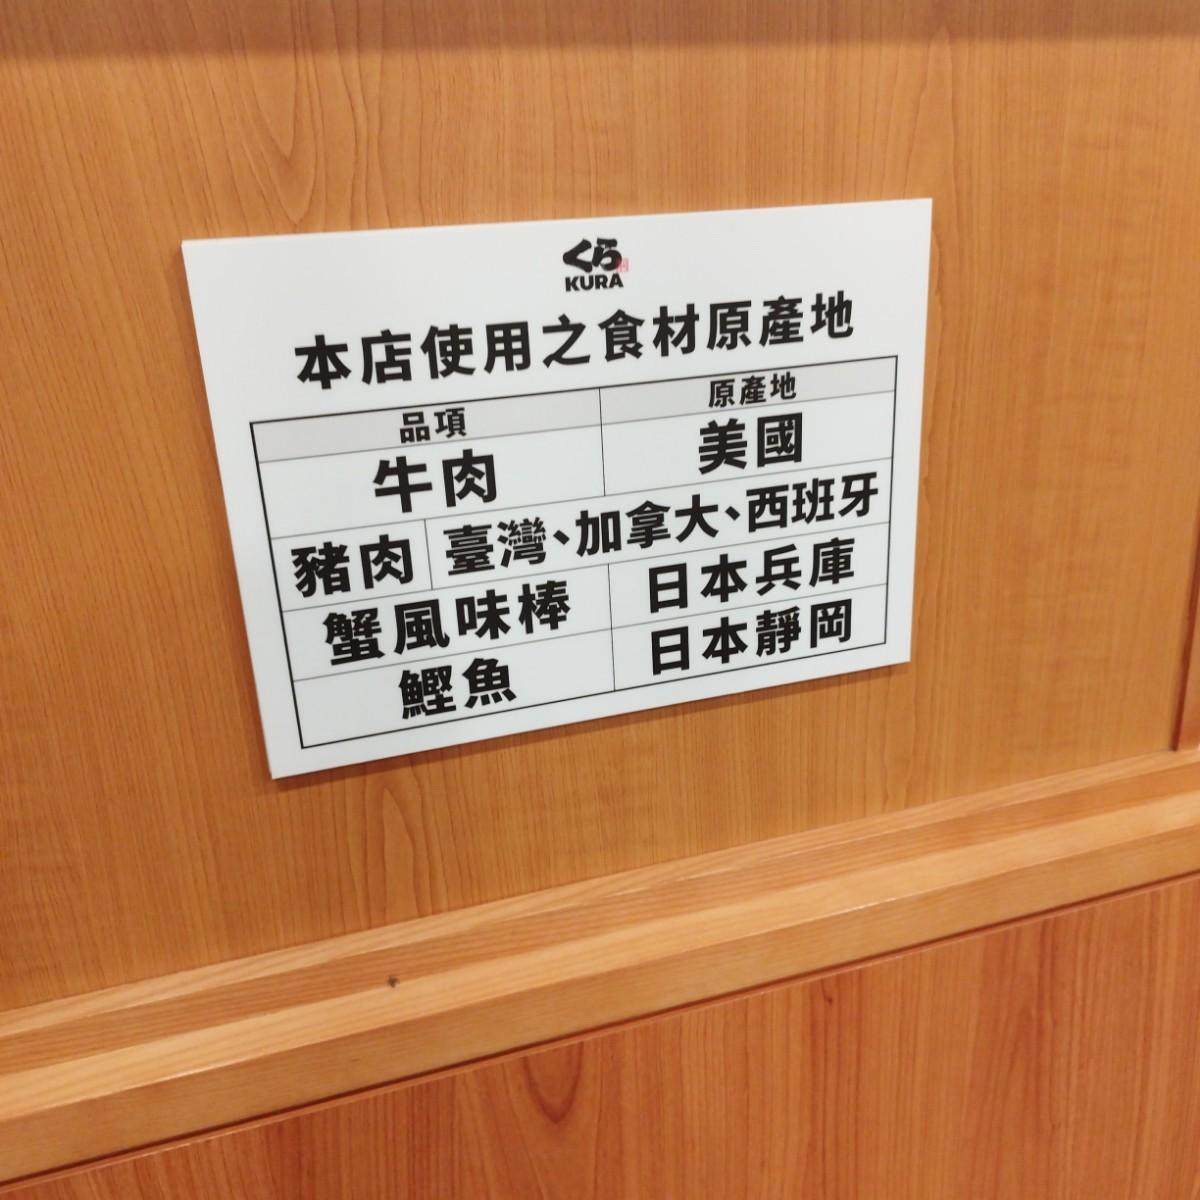 くら
KURA
本店使用之食材原產地
品項 原產地
牛肉 美國
豬肉 臺灣、加拿大、西班牙
蟹風味棒 日本兵庫
鰹魚 日本靜岡